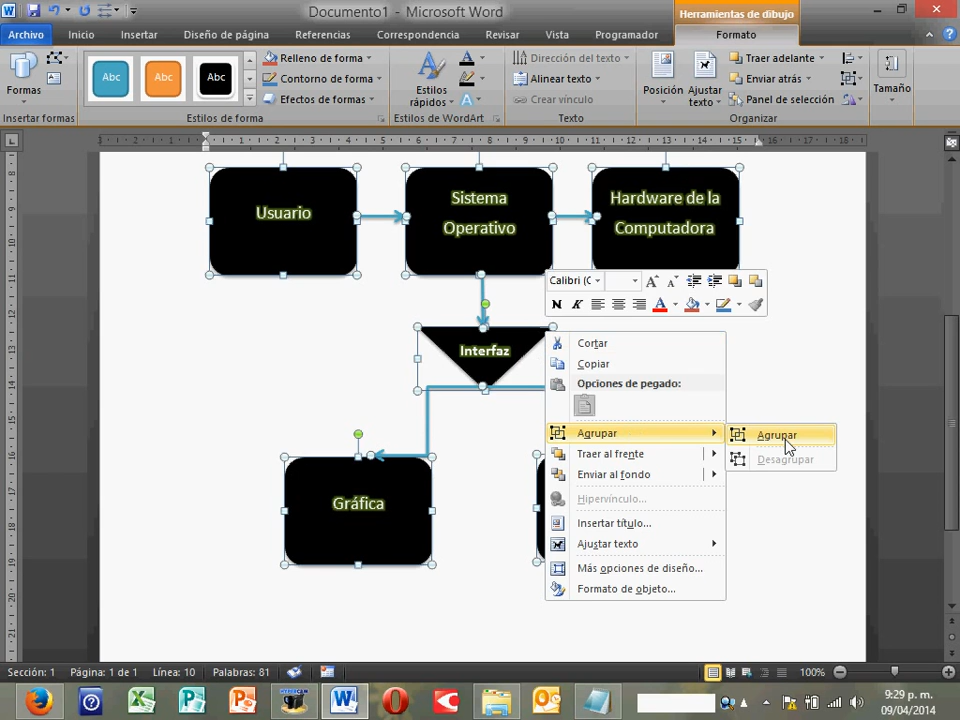 Documento1 - Microsoft Word
Herramientas de dibujo
Archivo
Inicio
Insertar
Diseño de página
Referencias
Correspondencia
Revisar
Vista
Programador
Formato
Formas
Abc
Abc
Abc
Relleno de forma
Contorno de forma
Efectos de formas
Estilos rápidos
Dirección del texto
Alinear texto
Crear vínculo
Posición
Ajustar texto
Traer adelante
Enviar atrás
Panel de selección
Tamaño
Insertar formas
Estilos de forma
Estilos de WordArt
Texto
Organizar
Usuario
Sistema
Operativo
Hardware de la
Computadora
Calibri (C
N K
Interfaz
Gráfica
Cortar
Copiar
Opciones de pegado:
Agrupar
Traer al frente
Enviar al fondo
Hipervínculo...
Insertar título...
Ajustar texto
Más opciones de diseño...
Formato de objeto...
Agrupar
Desagrupar
Sección: 1
Página: 1 de 1
Línea: 10
Palabras: 81
100%
9:29 p. m.
09/04/2014